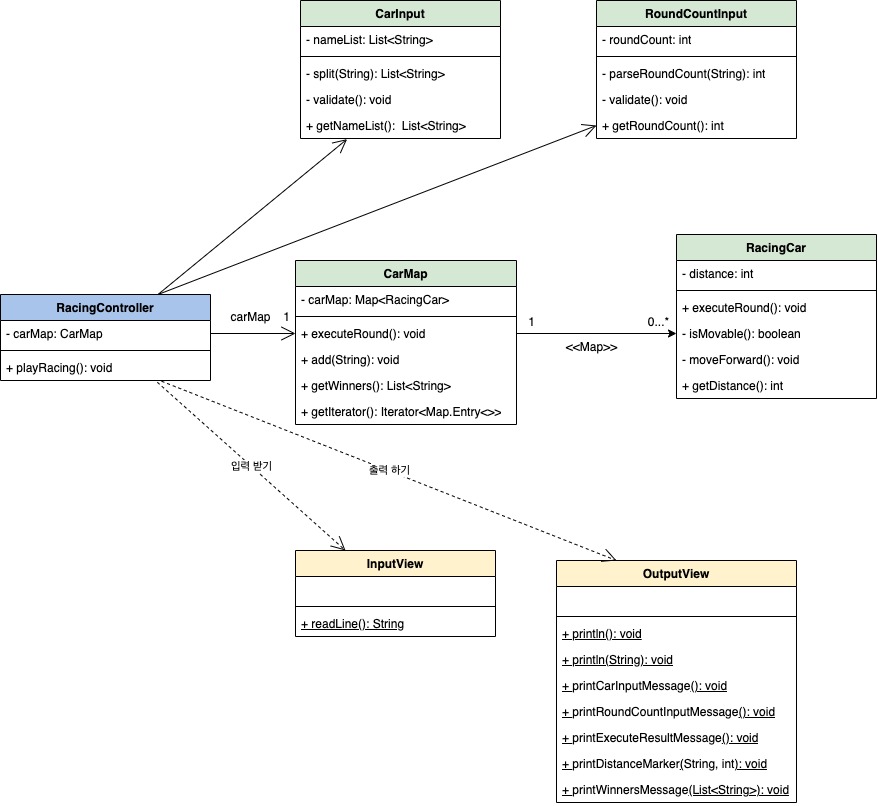 CarInput
- nameList: List<String>
- split(String): List<String>
- validate(): void
+ getNameList():  List<String>
RoundCountInput
- roundCount: int
- parseRoundCount(String): int
- validate(): void
+ getRoundCount(): int
RacingController
- carMap: CarMap
+ playRacing(): void
carMap
1
CarMap
- carMap: Map<RacingCar>
+ executeRound(): void
+ add(String): void
+ getWinners(): List<String>
+ getIterator(): Iterator<Map.Entry<>>
1
0...*
<<Map>>
RacingCar
- distance: int
+ executeRound(): void
- isMovable(): boolean
- moveForward(): void
+ getDistance(): int
입력 받기
출력 하기
InputView
+ readLine(): String
OutputView
+ println(): void
+ println(String): void
+ printCarInputMessage(): void
+ printRoundCountInputMessage(): void
+ printExecuteResultMessage(): void
+ printDistanceMarker(String, int): void
+ printWinnersMessage(List<String>): void